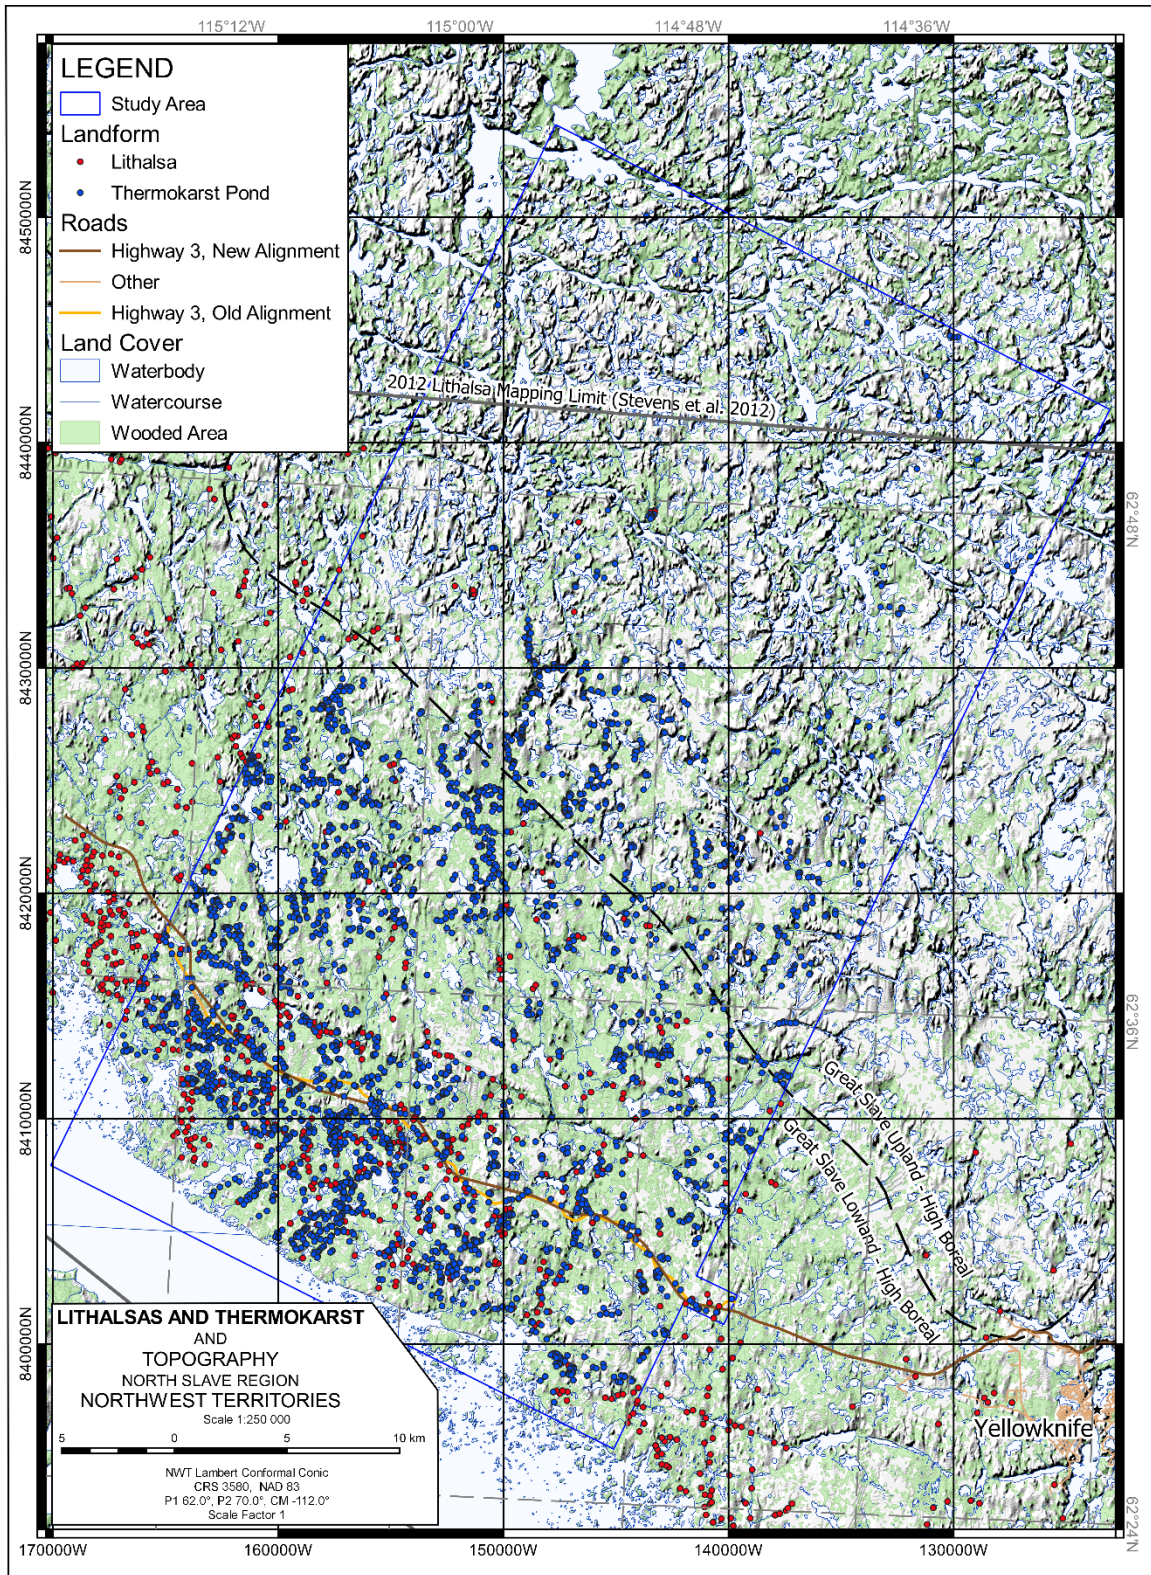 115°12'W 115°00'W 114°48'W 114°36'W
LEGEND
Study Area
Landform
Lithalsa
Thermokarst Pond
Roads
Highway 3, New Alignment
Other
Highway 3, Old Alignment
Land Cover
Waterbody
Watercourse
Wooded Area
8450000N
8440000N
8430000N
8420000N
8410000N
8400000N
2012 Lithalsa Mapping Limit (Stevens et al. 2012)
62°48'N
62°36'N
62°24'N
Great Slave Upland - High Boreal
Great Slave Lowland - High Boreal
Yellowknife
LITHALSAS AND THERMOKARST
AND
TOPOGRAPHY
NORTH SLAVE REGION
NORTHWEST TERRITORIES
Scale 1:250 000
5 0 5 10 km
NWT Lambert Conformal Conic
CRS 3580, NAD 83
P1 62.0°, P2 70.0°, CM -112.0°
Scale Factor 1
170000W 160000W 150000W 140000W 130000W